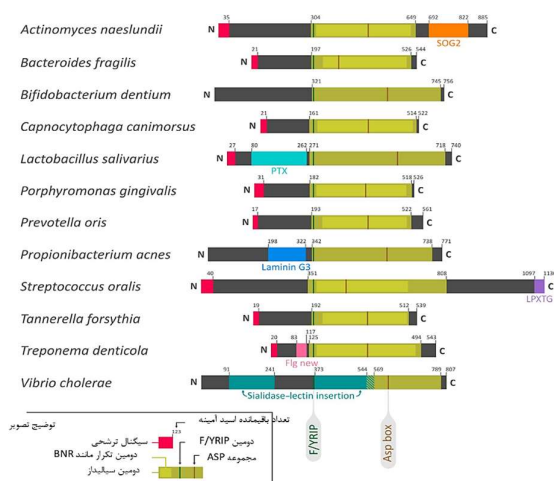 35 304 649 692 822 885
Actinomyces naeslundii N C
SOG2
21 197 526 544
Bacteroides fragilis N C
321 745 756
Bifidobacterium dentium N C
21 161 514 522
Capnocytophaga canimorsus N C
27 80 262 271 718 740
Lactobacillus salivarius N C
PTX
31 182 518 526
Porphyromonas gingivalis N C
17 193 522 561
Prevotella oris N C
198 322 342 738 771
Propionibacterium acnes N C
Laminin G3
40 351 808 1097 113
Streptococcus oralis N C
LPXTG
19 192 512 539
Tannerella forsythia N C
117
20 83 125 494 543
Treponema denticola N C
Flg new
91 241 373 544 569 789 807
Vibrio cholerae N C
Sialidase-lectin insertion
F/YRIP
Asp box
توضیح تصویر
تعداد باقیمانده اسید آمینه
123
سیگنال ترشحی
دومین F/YRIP
دومین تکرار مانند BNR
مجموعه ASP
دومین سیالیداز